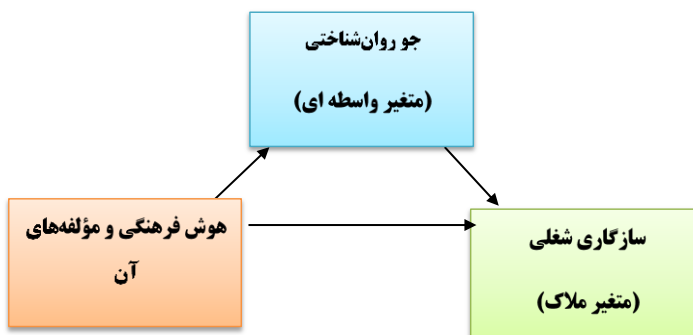 جو روان‌شناختی
(متغیر واسطه ای)
هوش فرهنگی و مؤلفه‌های
آن
سازگاری شغلی
(متغیر ملاک)